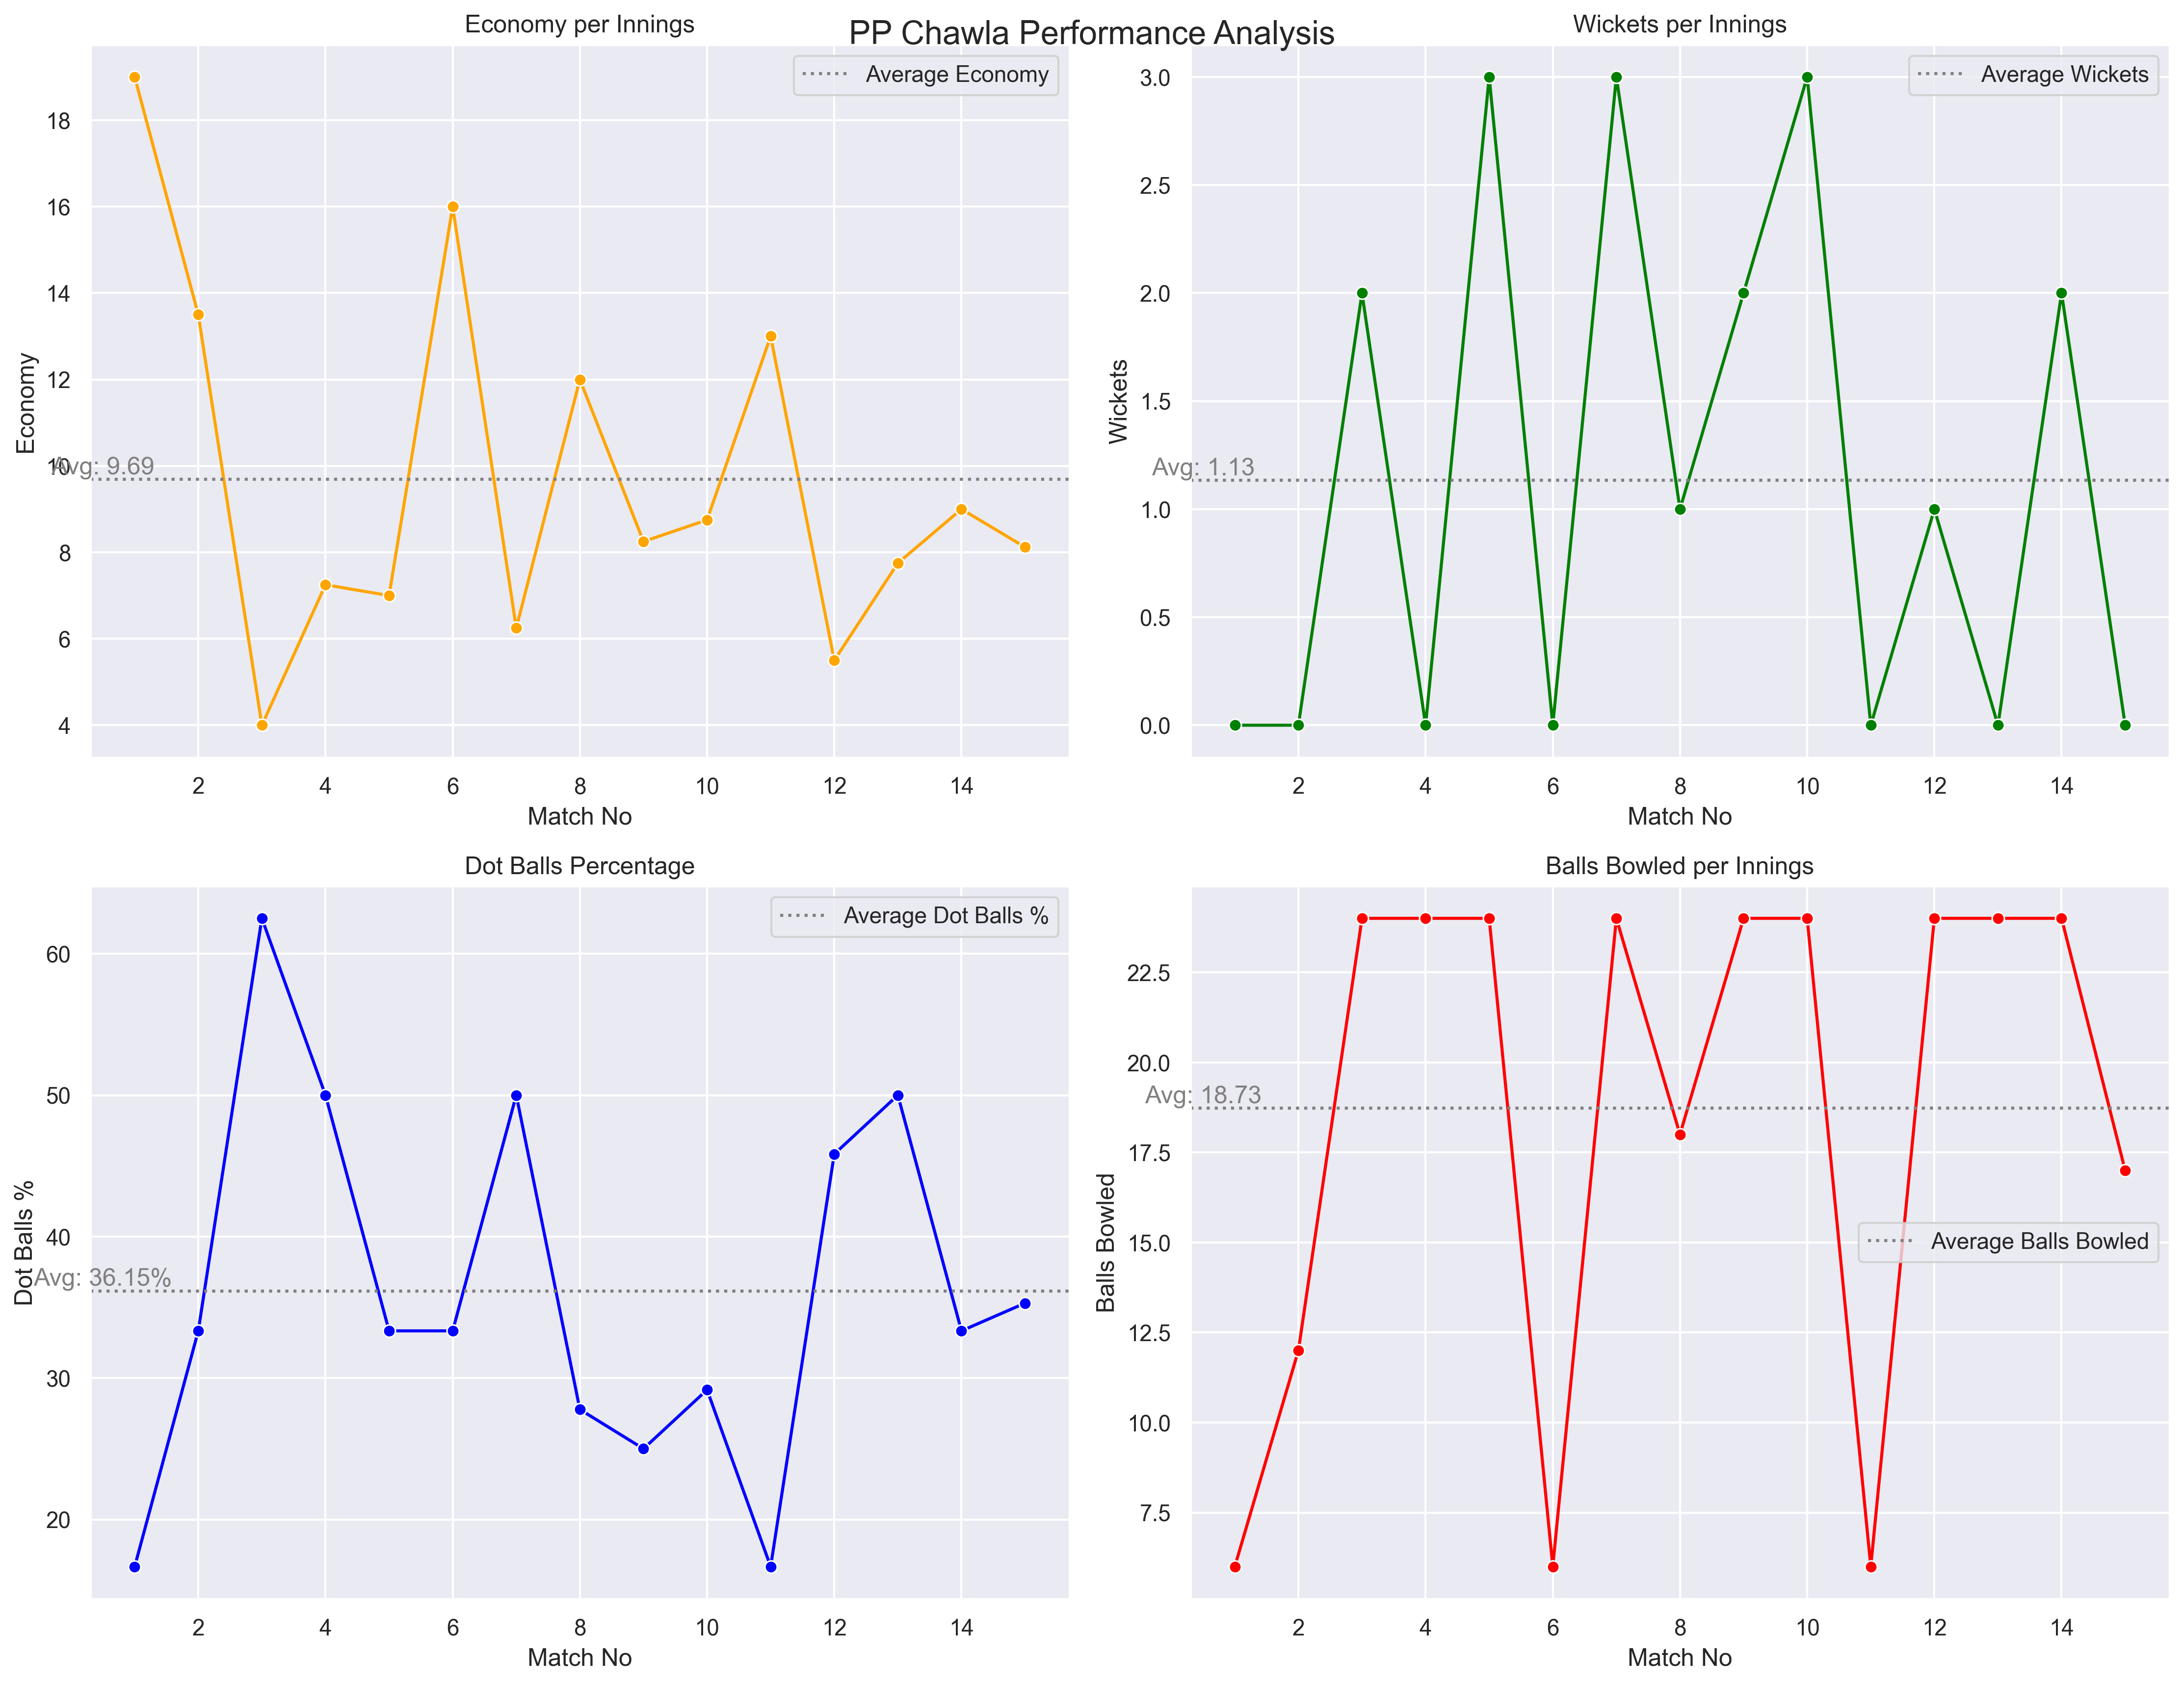 PP Chawla Performance Analysis
Economy per Innings
Average Economy
18
16
14
12
10
8
6
4
Avg: 9.69
Economy
2 4 6 8 10 12 14
Match No
Wickets per Innings
Average Wickets
3.0
2.5
2.0
1.5
1.0
0.5
0.0
Avg: 1.13
Wickets
2 4 6 8 10 12 14
Match No
Dot Balls Percentage
Average Dot Balls %
60
50
40
30
20
Avg: 36.15%
Dot Balls %
2 4 6 8 10 12 14
Match No
Balls Bowled per Innings
22.5
20.0
17.5
15.0
12.5
10.0
7.5
Avg: 18.73
Average Balls Bowled
Balls Bowled
2 4 6 8 10 12 14
Match No